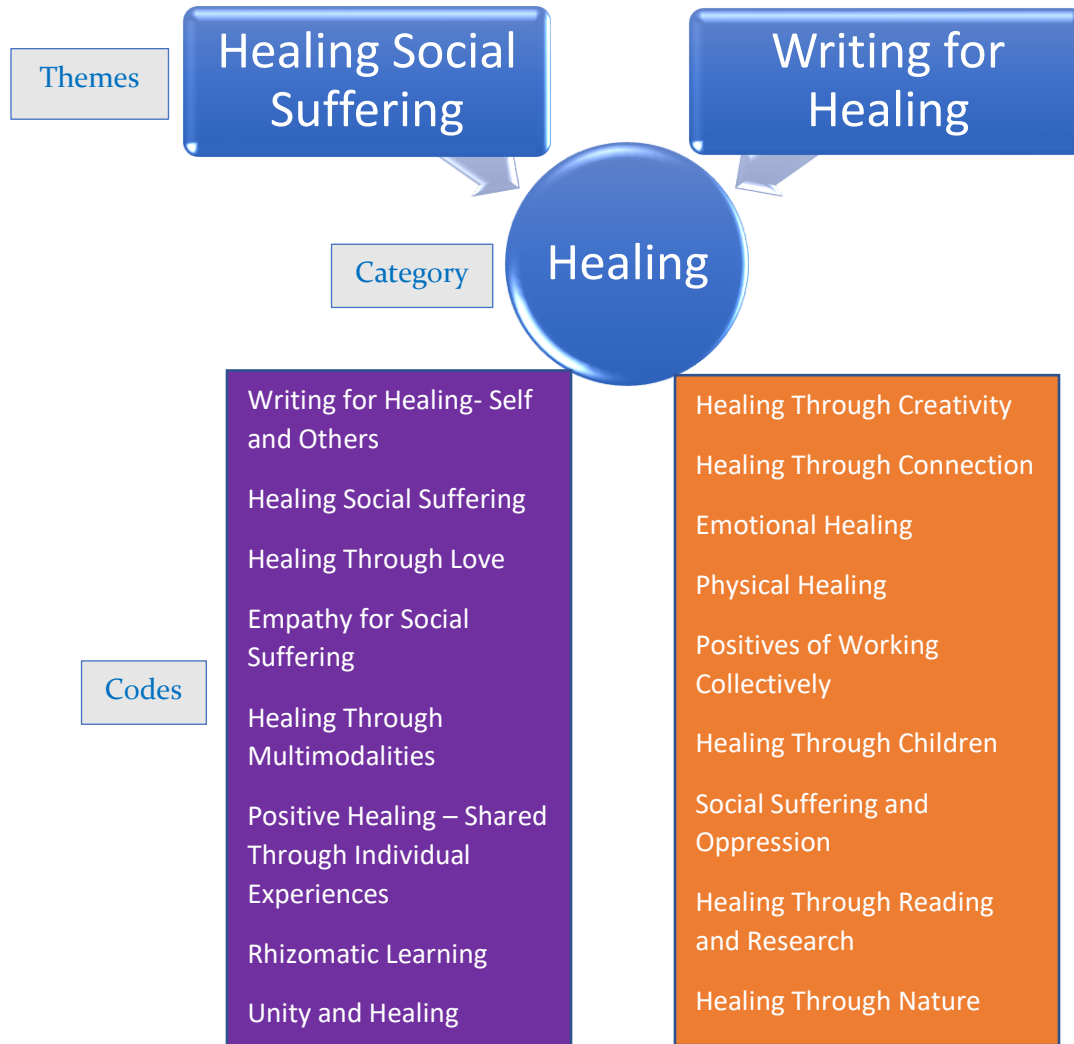 Themes
Healing Social
Suffering
Writing for
Healing
Category
Healing
Codes
Writing for Healing- Self
and Others
Healing Social Suffering
Healing Through Love
Empathy for Social
Suffering
Healing Through
Multimodalities
Positive Healing – Shared
Through Individual
Experiences
Rhizomatic Learning
Unity and Healing
Healing Through Creativity
Healing Through Connection
Emotional Healing
Physical Healing
Positives of Working
Collectively
Healing Through Children
Social Suffering and
Oppression
Healing Through Reading
and Research
Healing Through Nature